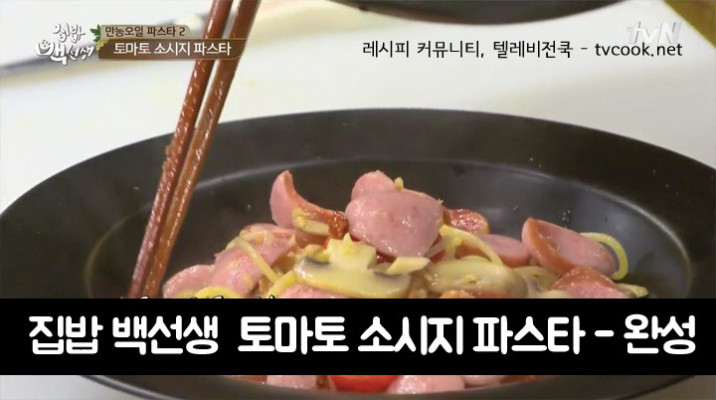 집밥
백선생
만능오일 파스타 2
토마토 소시지 파스타
tvN
레시피 커뮤니티, 텔레비전쿡 - tvcook.net
집밥 백선생 토마토 소시지 파스타 - 완성